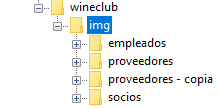 wineclub
img
empleados
proveedores
proveedores - copia
socios